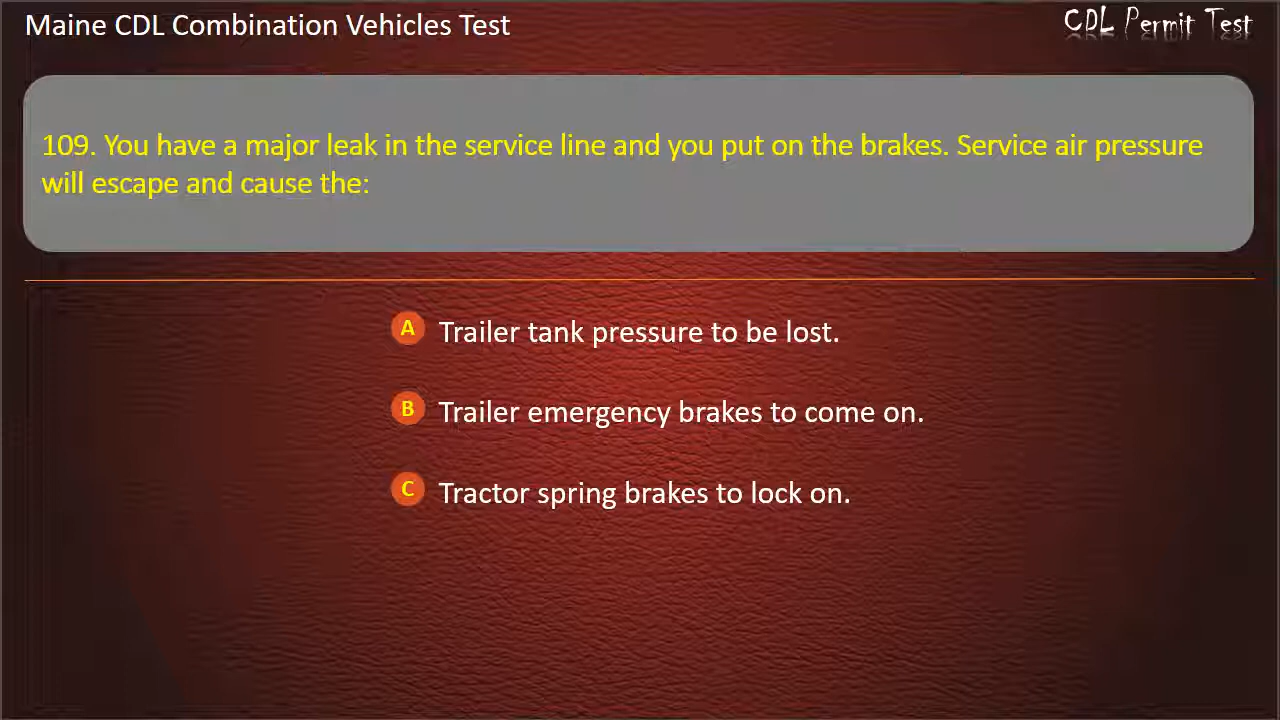 Maine CDL Combination Vehicles Test
CDL Permit Test
109. You have a major leak in the service line and you put on the brakes. Service air pressure
will escape and cause the:
A Trailer tank pressure to be lost.
B Trailer emergency brakes to come on.
C Tractor spring brakes to lock on.